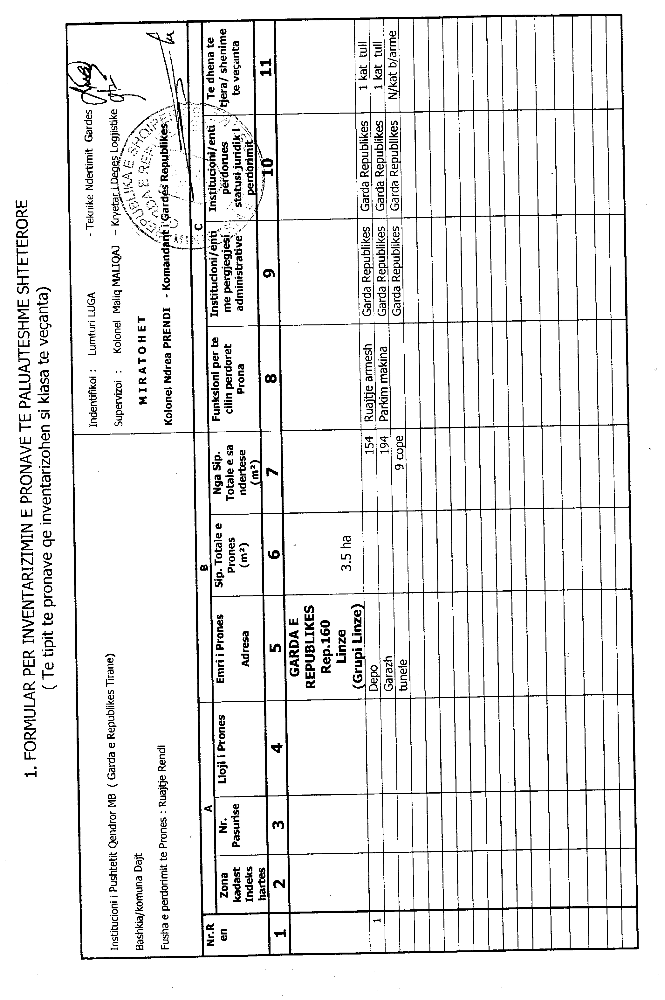 1. FORMULAR PER INVENTARIZIMIN E PRONAVE TE PALUAJTESHME SHTETERORE
( Te tipit te pronave qe inventarizohen si klasa te veçanta)
Institucioni i Pushtetit Qendror MB ( Garda e Republikes Tirane)
Bashkia/komuna Dajt
Fusha e perdorimit te Prones : Ruajtje Rendi
Indentifikoi : Lumturi LUGA - Teknike Ndertimit Gardes
Supervizoi : Kolonel Maliq MALIQAJ – Kryetar i Deges Logjistike
MIRATOHET
Kolonel Ndrea PRENDI - Komandant i Gardes Republikes
REPUBLIKA E SHQIPERISE
A B C
Nr.R en
Zona kadast Indeks hartes
Nr. Pasurise
Lloji i Prones
Emri i Prones Adresa
Sip. Totale e Prones (m²)
Nga Sip. Totale e sa ndertese (m²)
Funksioni per te cilin perdoret Prona
Institucioni/enti me pergjegjesi administrative
Institucioni/enti perdorues statusi juridik i perdorimit
Te dhena te tjera/ shenime te veçanta
1 2 3 4 5 6 7 8 9 10 11
GARDA E
REPUBLIKES
Rep.160
Linze
(Grupi Linze) 3.5 ha
1 Depo 154 Ruajtje armesh Garda Republikes Garda Republikes 1 kat tull
Garazh 194 Parkim makina Garda Republikes Garda Republikes 1 kat tull
tunele 9 cope Garda Republikes Garda Republikes N/kat b/arme